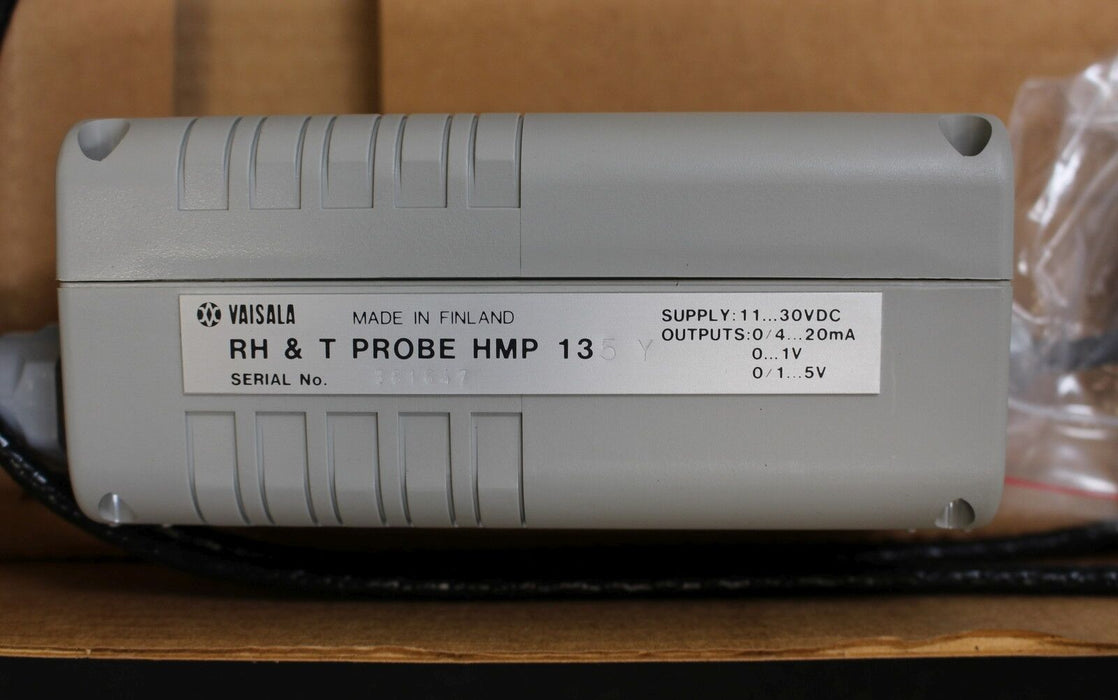 VAISALA MADE IN FINLAND
RH & T PROBE HMP 135 Y
SERIAL No.
SUPPLY: 11...30VDC
OUTPUTS: 0/4...20mA
0...1V
0/1...5V